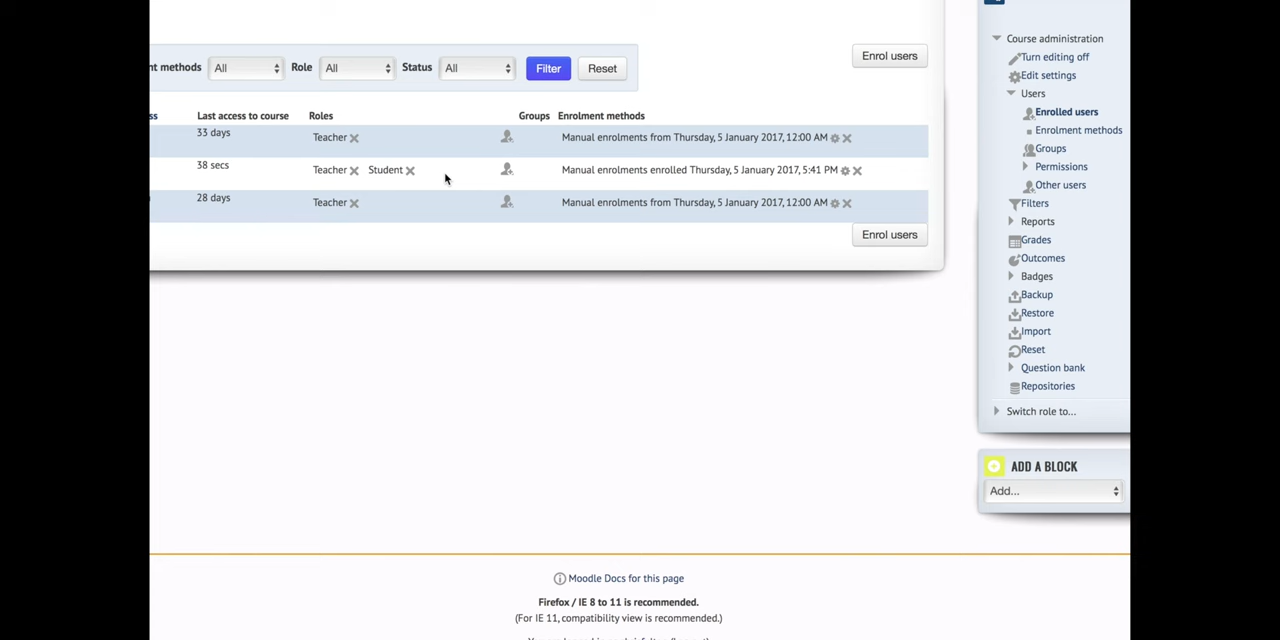 nt methods All Role All Status All Filter Reset Enrol users
ss Last access to course Roles Groups Enrolment methods
33 days Teacher Manual enrolments from Thursday, 5 January 2017, 12:00 AM
38 secs Teacher Student Manual enrolments enrolled Thursday, 5 January 2017, 5:41 PM
28 days Teacher Manual enrolments from Thursday, 5 January 2017, 12:00 AM
Enrol users
Course administration
Turn editing off
Edit settings
Users
Enrolled users
Enrolment methods
Groups
Permissions
Other users
Filters
Reports
Grades
Outcomes
Badges
Backup
Restore
Import
Reset
Question bank
Repositories
Switch role to...
ADD A BLOCK
Add...
Moodle Docs for this page
Firefox / IE 8 to 11 is recommended.
(For IE 11, compatibility view is recommended.)